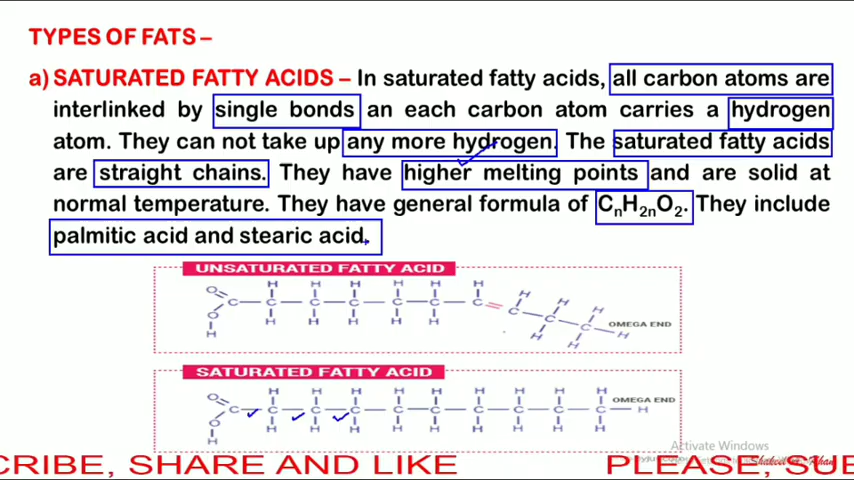 TYPES OF FATS –
a) SATURATED FATTY ACIDS – In saturated fatty acids, all carbon atoms are
interlinked by single bonds an each carbon atom carries a hydrogen
atom. They can not take up any more hydrogen. The saturated fatty acids
are straight chains. They have higher melting points and are solid at
normal temperature. They have general formula of CnH2nO2. They include
palmitic acid and stearic acid.
UNSATURATED FATTY ACID
H H H H H H H H H
O C C C C C C C C C C
O OMEGA END
H H H H H H H H H
SATURATED FATTY ACID
H H H H H H H H H
O C C C C C C C C C C H
OMEGA END
O
H H H H H H H H H H
Activate Windows
Shakeel Khan
CRIBE, SHARE AND LIKE PLEASE, SUB